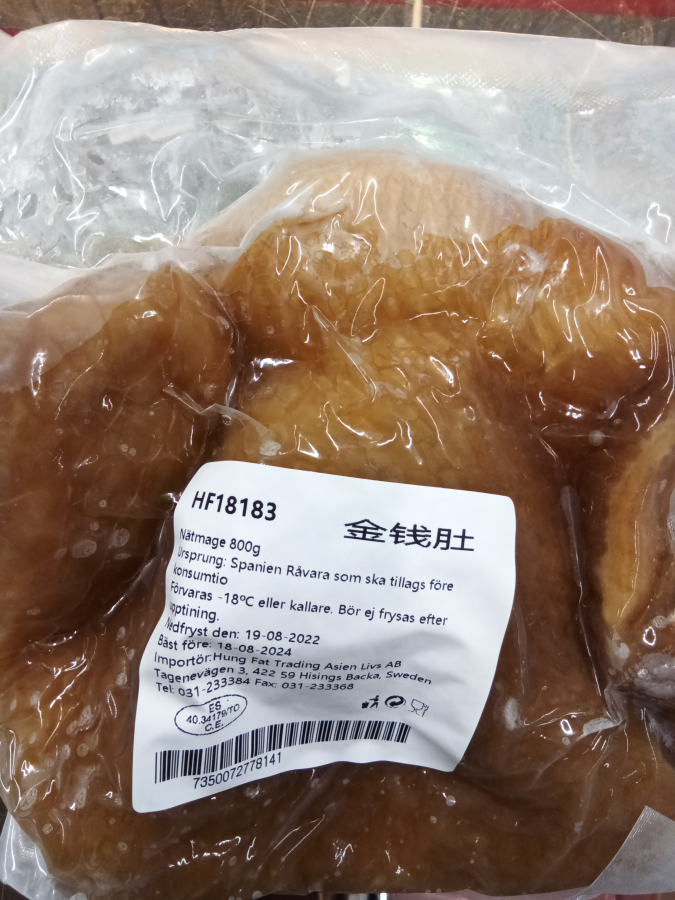 HF18183
金钱肚
Nätmage 800g
Ursprung: Spanien Råvara som ska tillags före
konsumtio
Förvaras -18ºC eller kallare. Bör ej frysas efter
upptining.
Nedfryst den: 19-08-2022
Bäst före: 18-08-2024
Importör:Hung Fat Trading Asien Livs AB
Tagenevägen 3, 422 59 Hisings Backa, Sweden
Tel: 031-233384 Fax: 031-233368
ES
40.34179/TO
C.E.
7350072778141